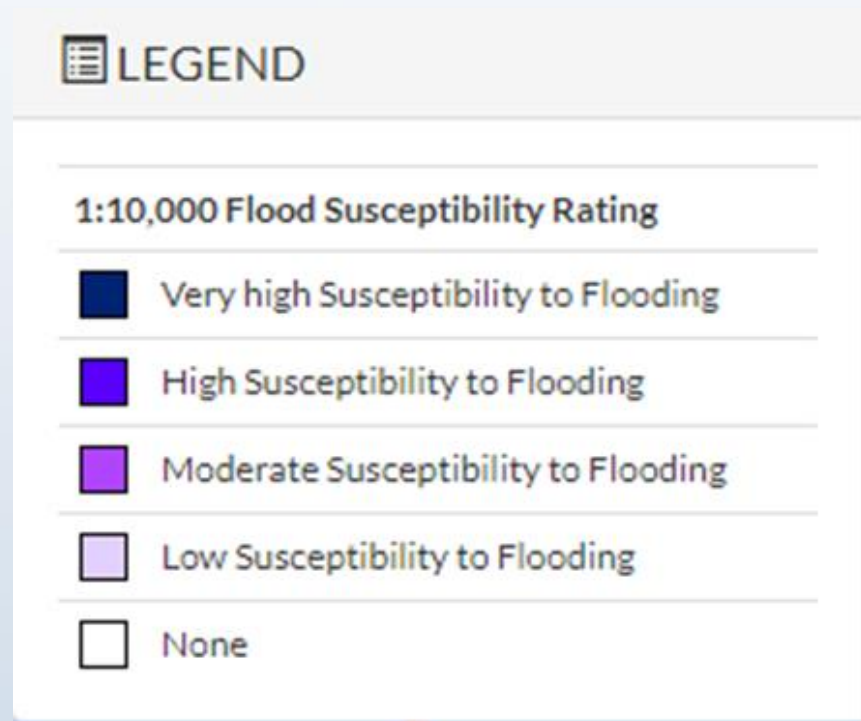 LEGEND
1:10,000 Flood Susceptibility Rating
Very high Susceptibility to Flooding
High Susceptibility to Flooding
Moderate Susceptibility to Flooding
Low Susceptibility to Flooding
None